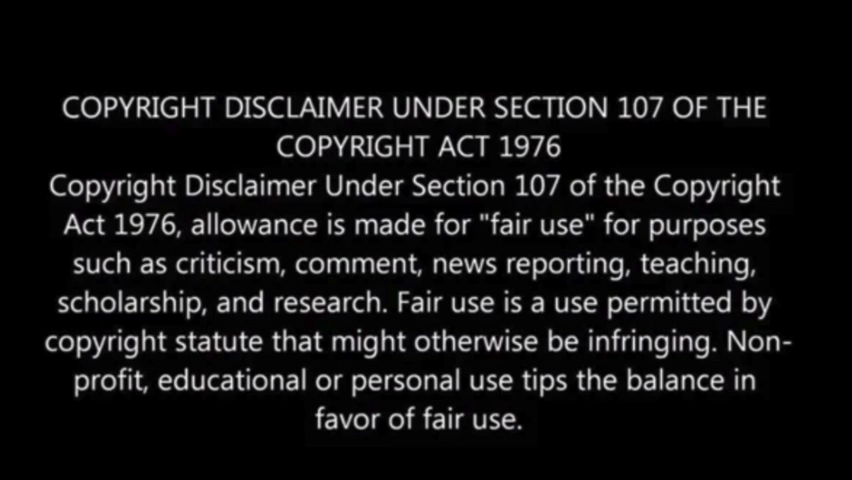 COPYRIGHT DISCLAIMER UNDER SECTION 107 OF THE
COPYRIGHT ACT 1976
Copyright Disclaimer Under Section 107 of the Copyright
Act 1976, allowance is made for "fair use" for purposes
such as criticism, comment, news reporting, teaching,
scholarship, and research. Fair use is a use permitted by
copyright statute that might otherwise be infringing. Non-
profit, educational or personal use tips the balance in
favor of fair use.